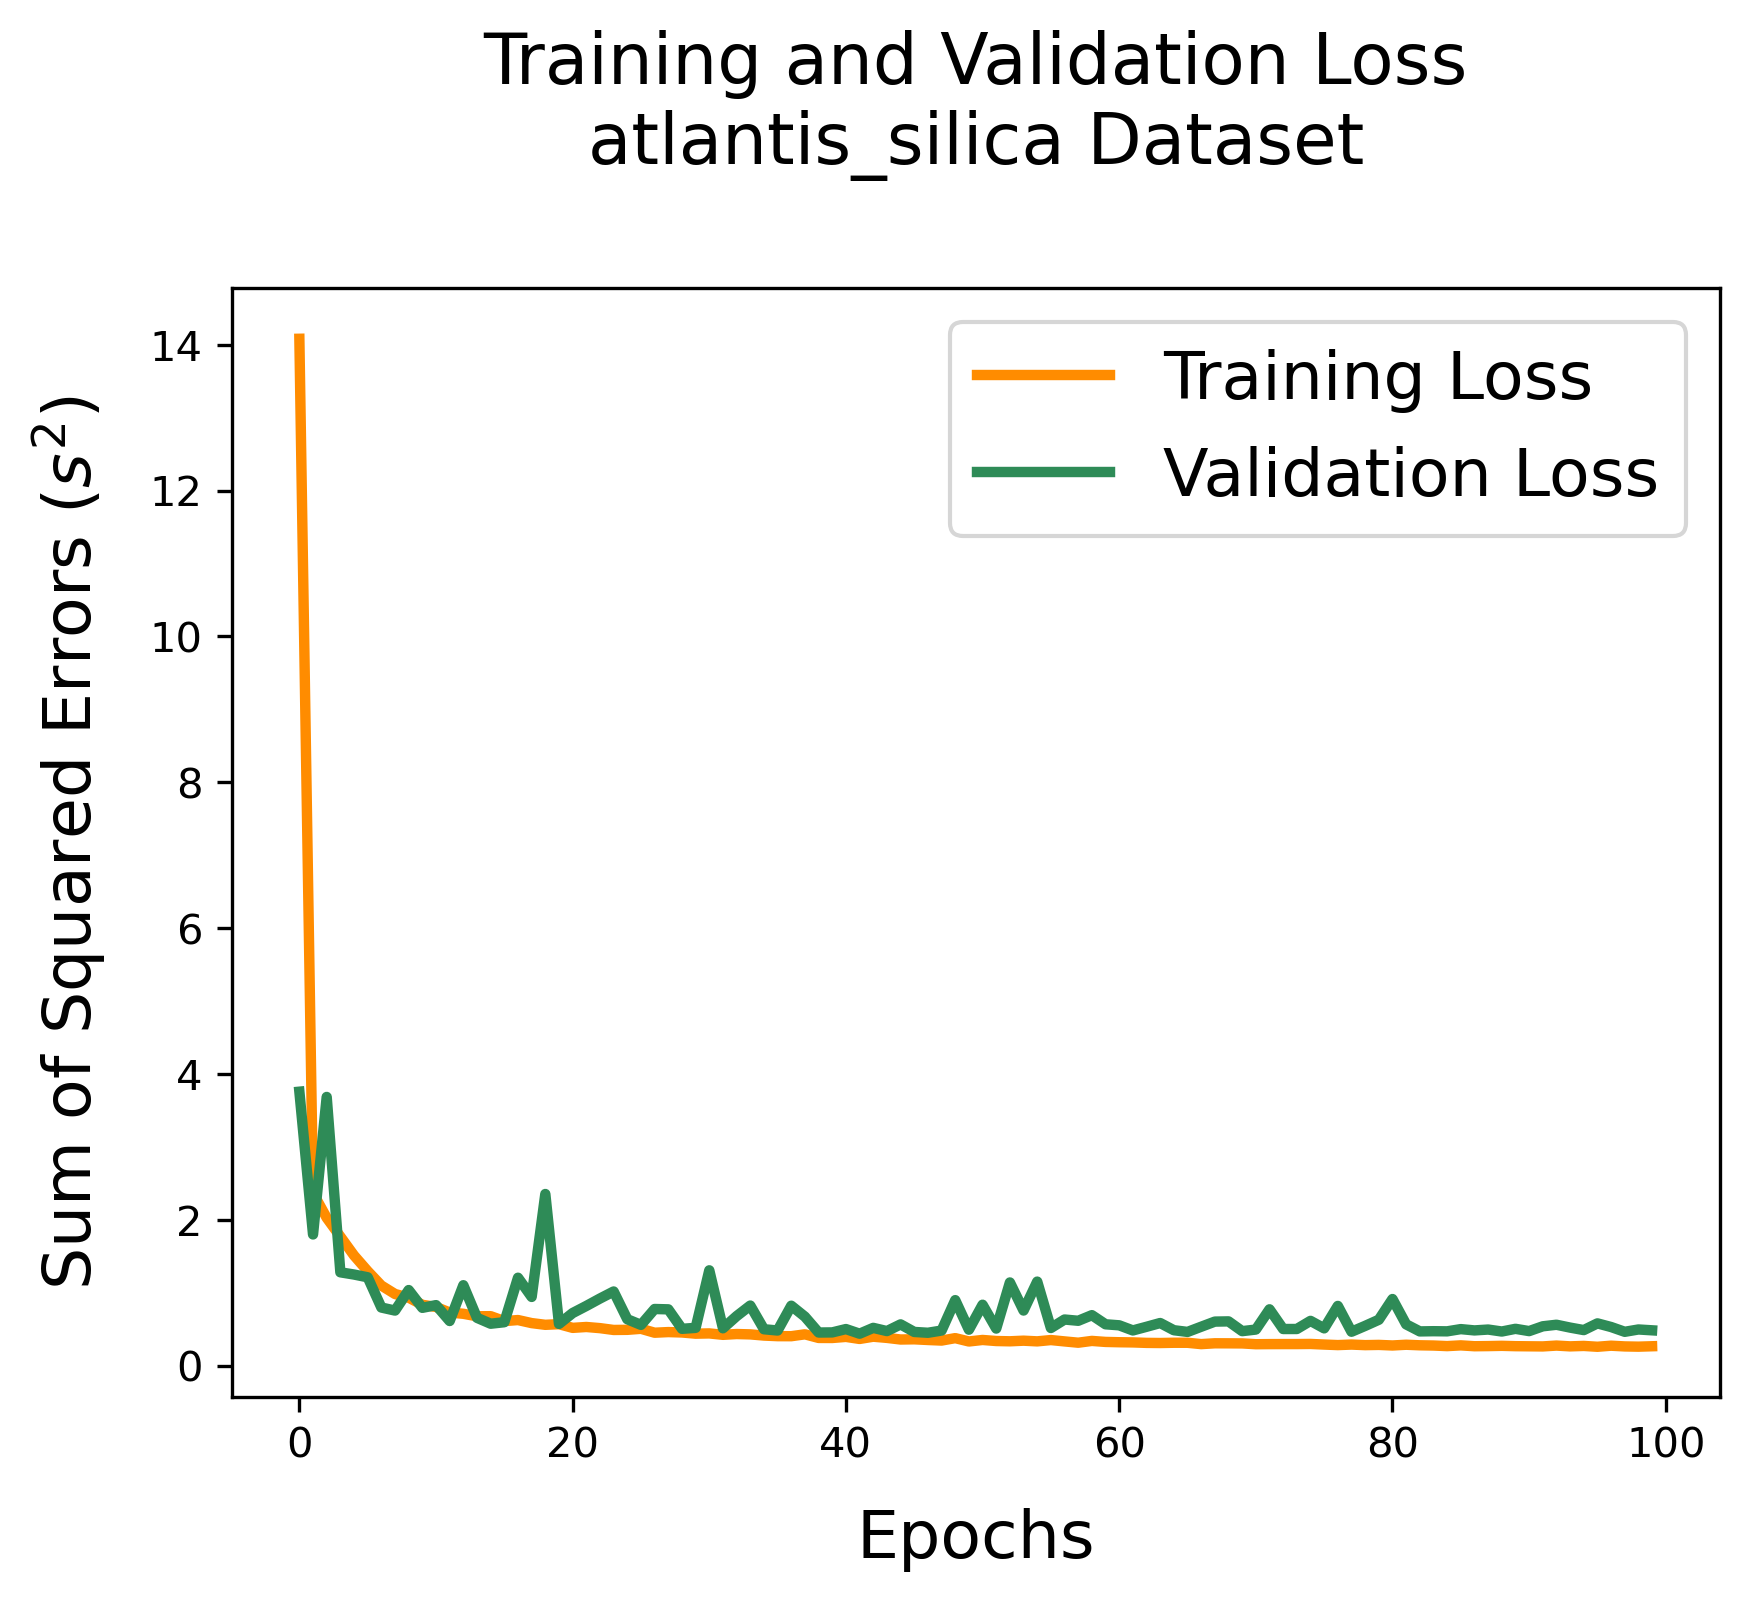 Training and Validation Loss
atlantis_silica Dataset
Training Loss
Validation Loss
Sum of Squared Errors (s²)
14
12
10
8
6
4
2
0
0 20 40 60 80 100
Epochs